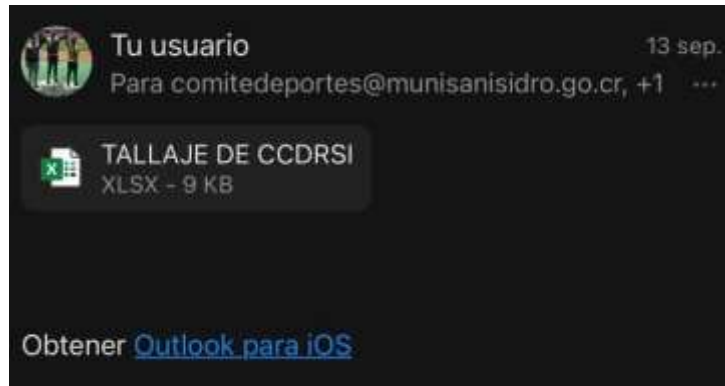 Tu usuario
13 sep.
Para comitedeportes@munisanisidro.go.cr, +1 ...
TALLAJE DE CCDRSI
XLSX - 9 KB
Obtener Outlook para iOS